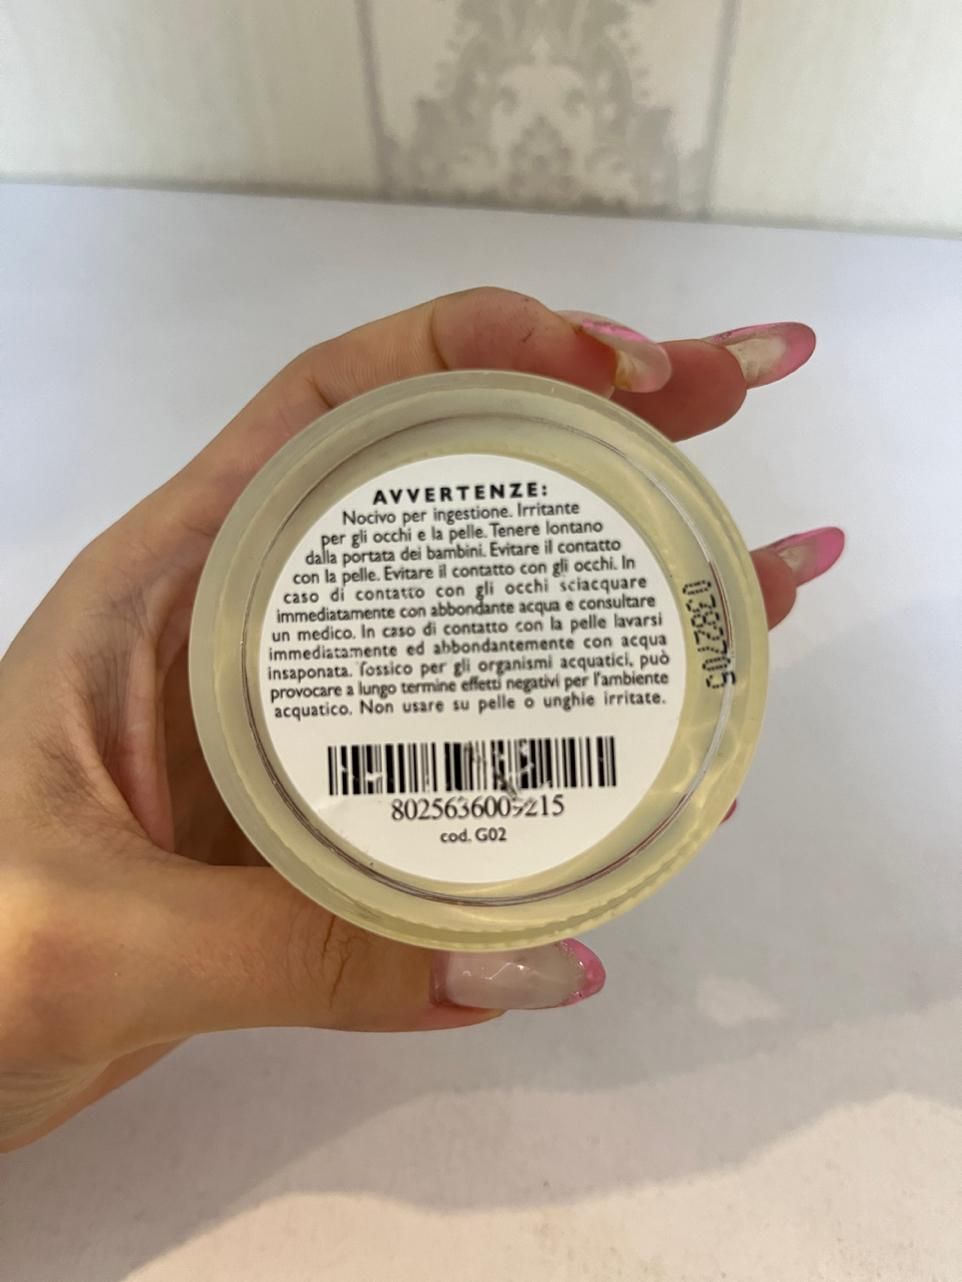 AVVERTENZE:
Nocivo per ingestione. Irritante
per gli occhi e la pelle. Tenere lontano
dalla portata dei bambini. Evitare il contatto
con la pelle. Evitare il contatto con gli occhi. In
caso di contatto con gli occhi sciacquare
immediatamente con abbondante acqua e consultare
un medico. In caso di contatto con la pelle lavarsi
immediatamente ed abbondantemente con acqua
insaponata. Tossico per gli organismi acquatici, può
provocare a lungo termine effetti negativi per l'ambiente
acquatico. Non usare su pelle o unghie irritate.
8025636009215
cod. G02